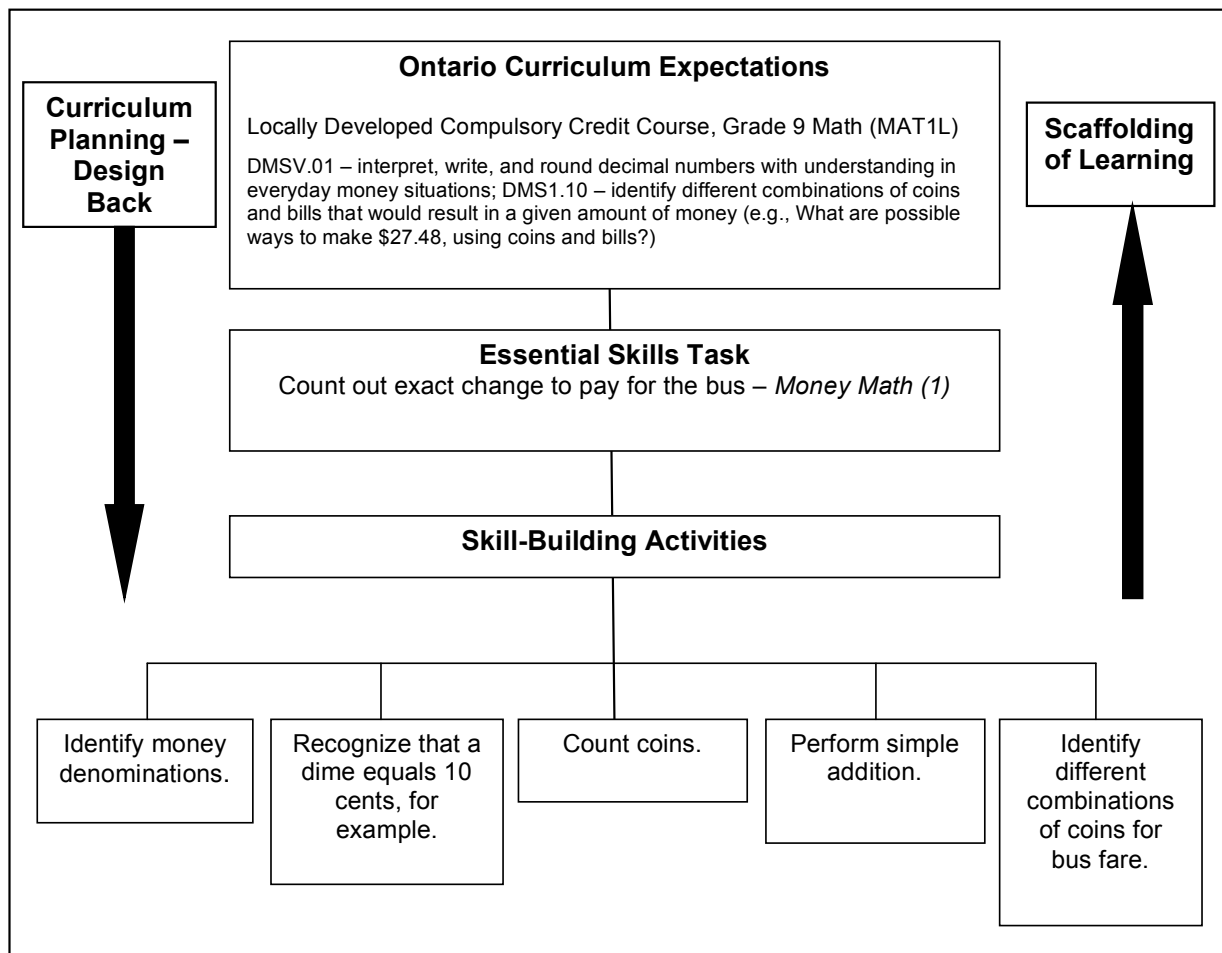 Ontario Curriculum Expectations
Locally Developed Compulsory Credit Course, Grade 9 Math (MAT1L)
DMSV.01 – interpret, write, and round decimal numbers with understanding in
everyday money situations; DMS1.10 – identify different combinations of coins
and bills that would result in a given amount of money (e.g., What are possible
ways to make $27.48, using coins and bills?)
Curriculum
Planning –
Design
Back
Scaffolding
of Learning
Essential Skills Task
Count out exact change to pay for the bus – Money Math (1)
Skill-Building Activities
Identify money
denominations.
Recognize that a
dime equals 10
cents, for
example.
Count coins.
Perform simple
addition.
Identify
different
combinations
of coins for
bus fare.